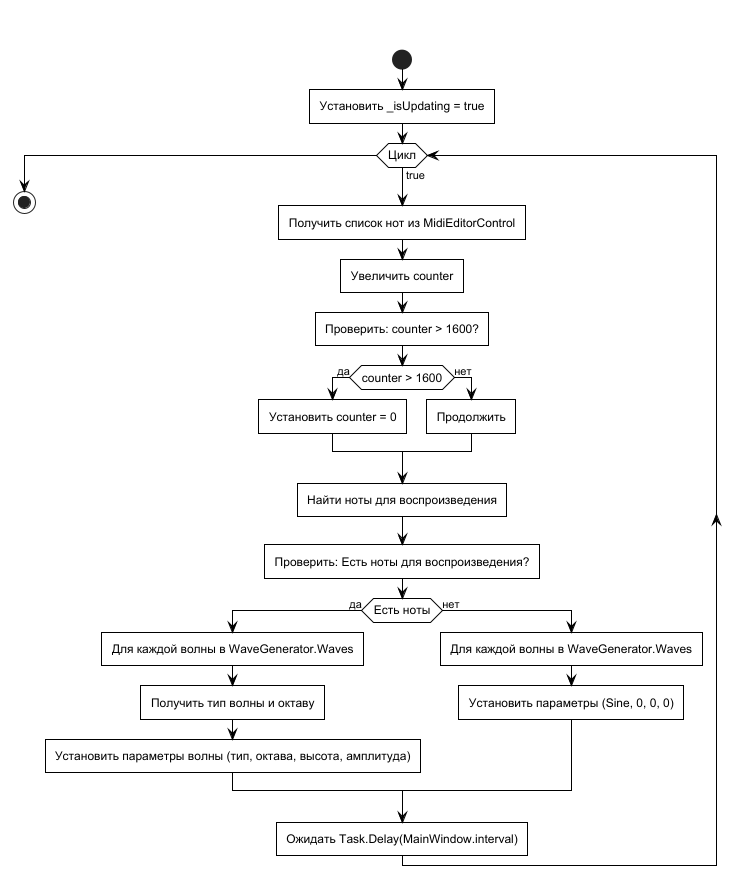 Установить _isUpdating = true
Цикл
true
Получить список нот из MidiEditorControl
Увеличить counter
Проверить: counter > 1600?
да
counter > 1600
нет
Установить counter = 0
Продолжить
Найти ноты для воспроизведения
Проверить: Есть ноты для воспроизведения?
да
Есть ноты
нет
Для каждой волны в WaveGenerator.Waves
Для каждой волны в WaveGenerator.Waves
Получить тип волны и октаву
Установить параметры (Sine, 0, 0, 0)
Установить параметры волны (тип, октава, высота, амплитуда)
Ожидать Task.Delay(MainWindow.interval)